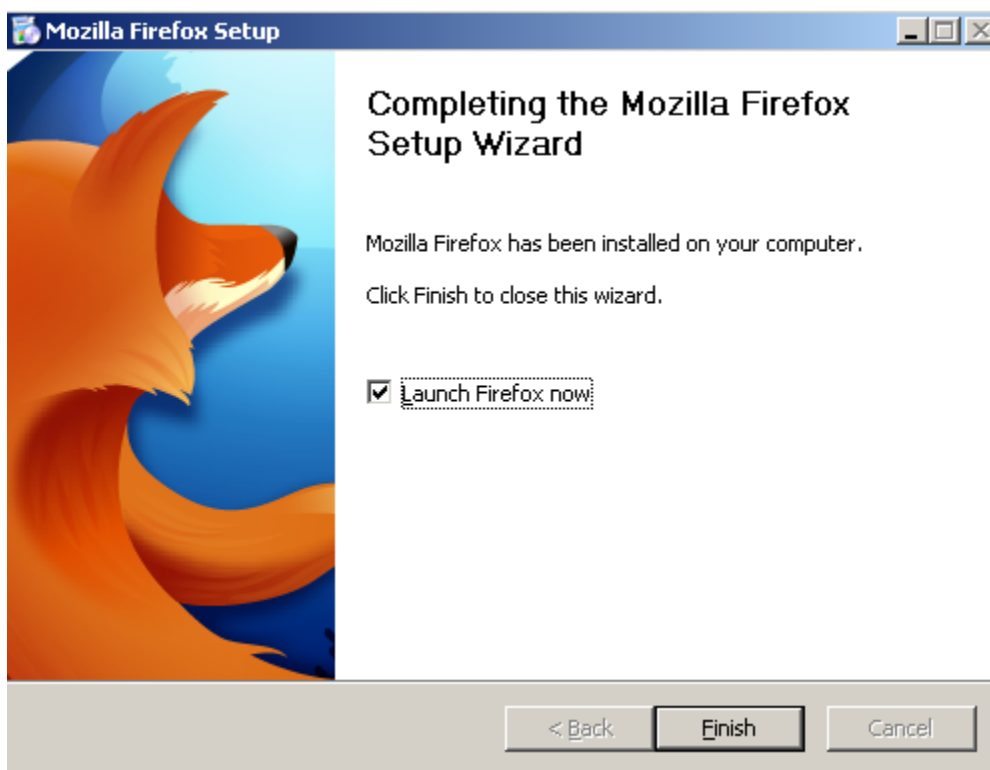 Mozilla Firefox Setup
Completing the Mozilla Firefox
Setup Wizard
Mozilla Firefox has been installed on your computer.
Click Finish to close this wizard.
Launch Firefox now
< Back
Finish
Cancel